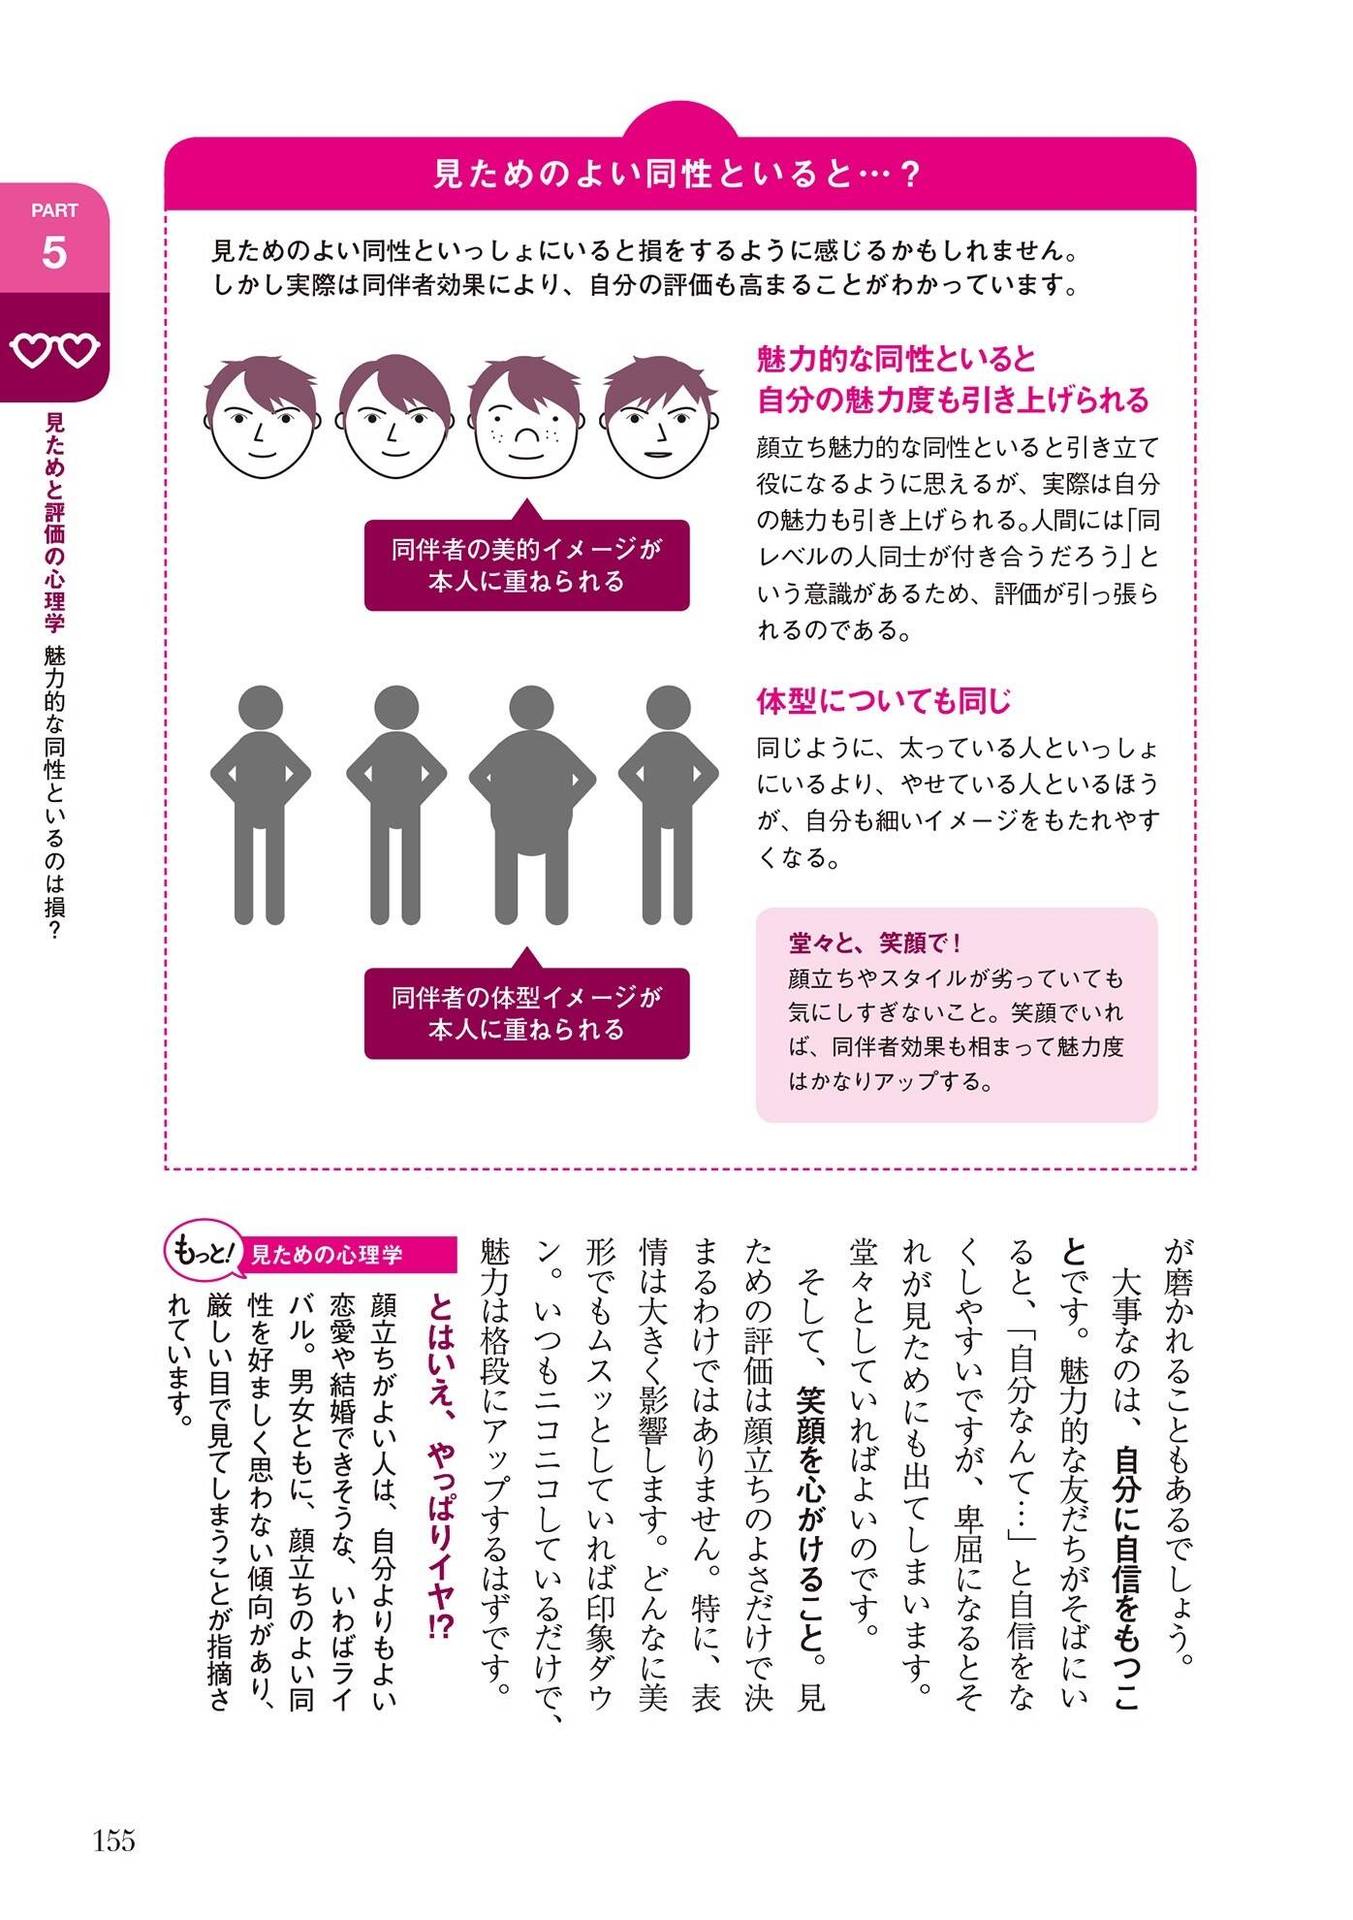 PART
5
見ためと評価の心理学 魅力的な同性といるのは損？
見ためのよい同性といると…？
見ためのよい同性といっしょにいると損をするように感じるかもしれません。
しかし実際は同伴者効果により、自分の評価も高まることがわかっています。
魅力的な同性といると
自分の魅力度も引き上げられる
顔立ち魅力的な同性といると引き立て
役になるように思えるが、実際は自分
の魅力も引き上げられる。人間には「同
レベルの人同士が付き合うだろう」と
いう意識があるため、評価が引っ張ら
れるのである。
同伴者の美的イメージが
本人に重ねられる
体型についても同じ
同じように、太っている人といっしょ
にいるより、やせている人といるほう
が、自分も細いイメージをもたれやす
くなる。
同伴者の体型イメージが
本人に重ねられる
堂々と、笑顔で！
顔立ちやスタイルが劣っていても
気にしすぎないこと。笑顔でいれ
ば、同伴者効果も相まって魅力度
はかなりアップする。
が磨かれることもあるでしょう。
大事なのは、自分に自信をもつこ
とです。魅力的な友だちがそばにい
ると、「自分なんて…」と自信をな
くしやすいですが、卑屈になるとそ
れが見ためにも出てしまいます。
堂々としていればよいのです。
そして、笑顔を心がけること。見
ための評価は顔立ちのよさだけで決
まるわけではありません。特に、表
情は大きく影響します。どんなに美
形でもムスッとしていれば印象ダウ
ン。いつもニコニコしているだけで、
魅力は格段にアップするはずです。
もっと！ 見ための心理学
とはいえ、やっぱりイヤ!?
顔立ちがよい人は、自分よりもよい
恋愛や結婚できそうな、いわばライ
バル。男女ともに、顔立ちのよい同
性を好ましく思わない傾向があり、
厳しい目で見てしまうことが指摘さ
れています。
155